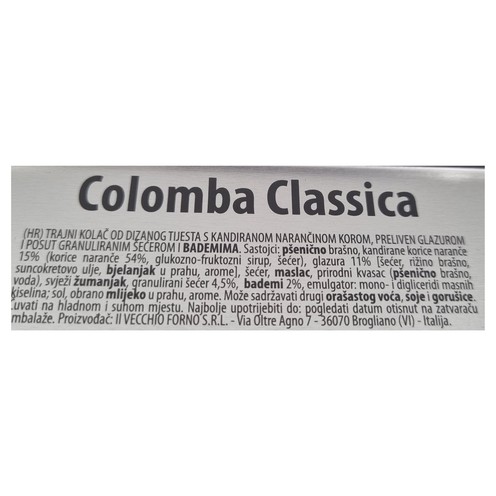 Colomba Classica
(HR) TRAJNI KOLAČ OD DIZANOG TIJESTA S KANDIRANOM NARANČINOM KOROM, PRELIVEN GLAZUROM
I POSUT GRANULIRANIM ŠEĆEROM I BADEMIMA. Sastojci: pšenično brašno, kandirane korice naranče
15% (korice naranče 54%, glukozno-fruktozni sirup, šećer), glazura 11% [šećer, rižino brašno,
suncokretovo ulje, bjelanjak u prahu, arome], šećer, maslac, prirodni kvasac (pšenično brašno,
voda), svježi žumanjak, granulirani šećer 4,5%, bademi 2%, emulgator: mono- i digliceridi masnih
kiselina; sol, obrano mlijeko u prahu, arome. Može sadržavati drugi orašastog voća, soje i gorušice.
uvati na hladnom i suhom mjestu. Najbolje upotrijebiti do: pogledati datum otisnut na zatvaraču
mbalaže. Proizvođač: Il VECCHIO FORNO S.R.L. - Via Oltre Agno 7 - 36070 Brogliano (VI) - Italija.